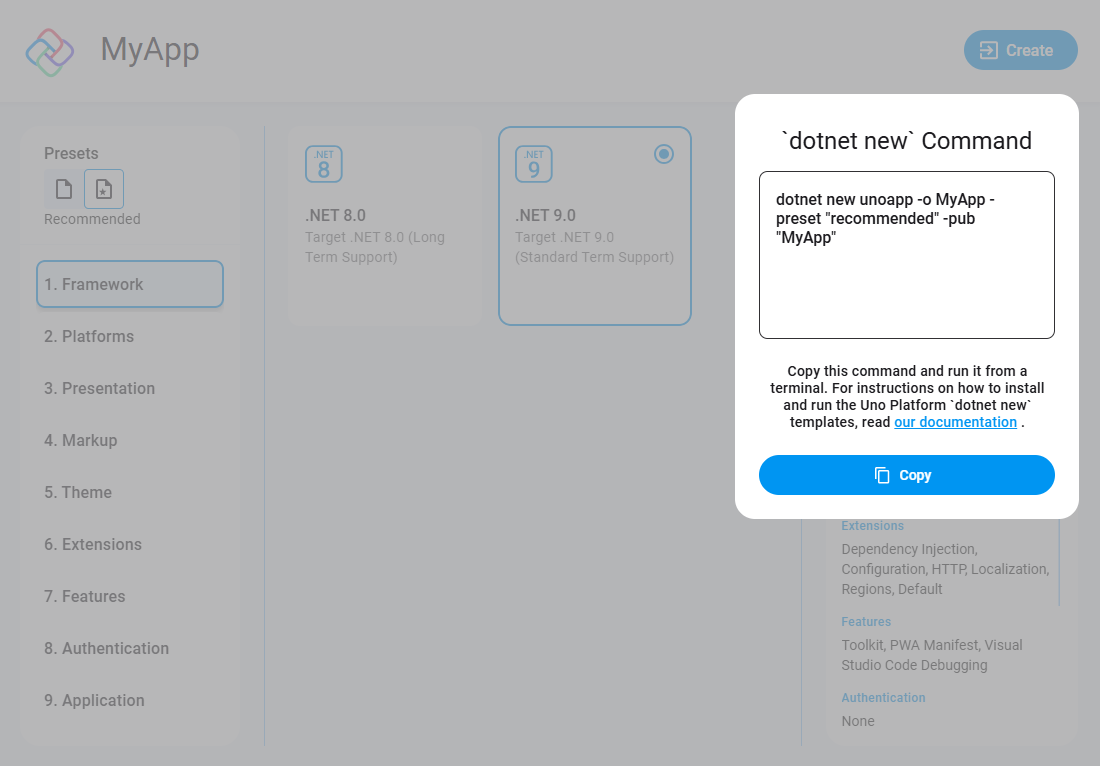 MyApp
Create
Presets
Recommended
1. Framework
2. Platforms
3. Presentation
4. Markup
5. Theme
6. Extensions
7. Features
8. Authentication
9. Application
.NET
8
.NET 8.0
Target .NET 8.0 (Long
Term Support)
.NET
9
.NET 9.0
Target .NET 9.0
(Standard Term Support)
`dotnet new` Command
dotnet new unoapp -o MyApp -
preset "recommended" -pub
"MyApp"
Copy this command and run it from a
terminal. For instructions on how to install
and run the Uno Platform `dotnet new`
templates, read our documentation .
Copy
Extensions
Dependency Injection,
Configuration, HTTP, Localization,
Regions, Default
Features
Toolkit, PWA Manifest, Visual
Studio Code Debugging
Authentication
None